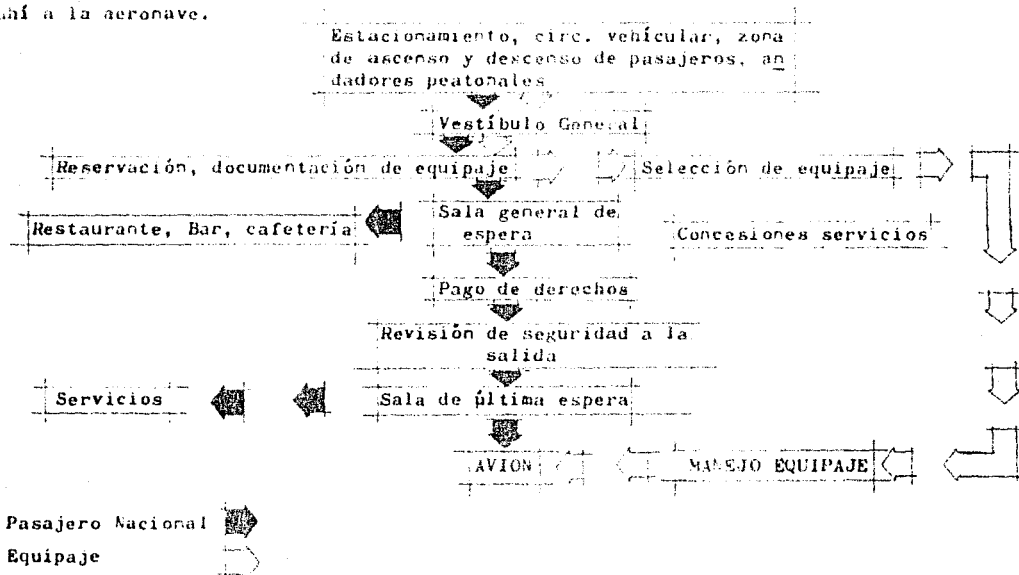 ahí a la aeronave.
Estacionamiento, circ. vehícular, zona
de ascenso y descenso de pasajeros, an
dadores peatonales
Vestíbulo General
Reservación, documentación de equipaje
Selección de equipaje
Restaurante, Bar, cafetería
Sala general de
espera
Concesiones servicios
Pago de derechos
Revisión de seguridad a la
salida
Servicios
Sala de última espera
AVION
MANEJO EQUIPAJE
Pasajero Nacional
Equipaje